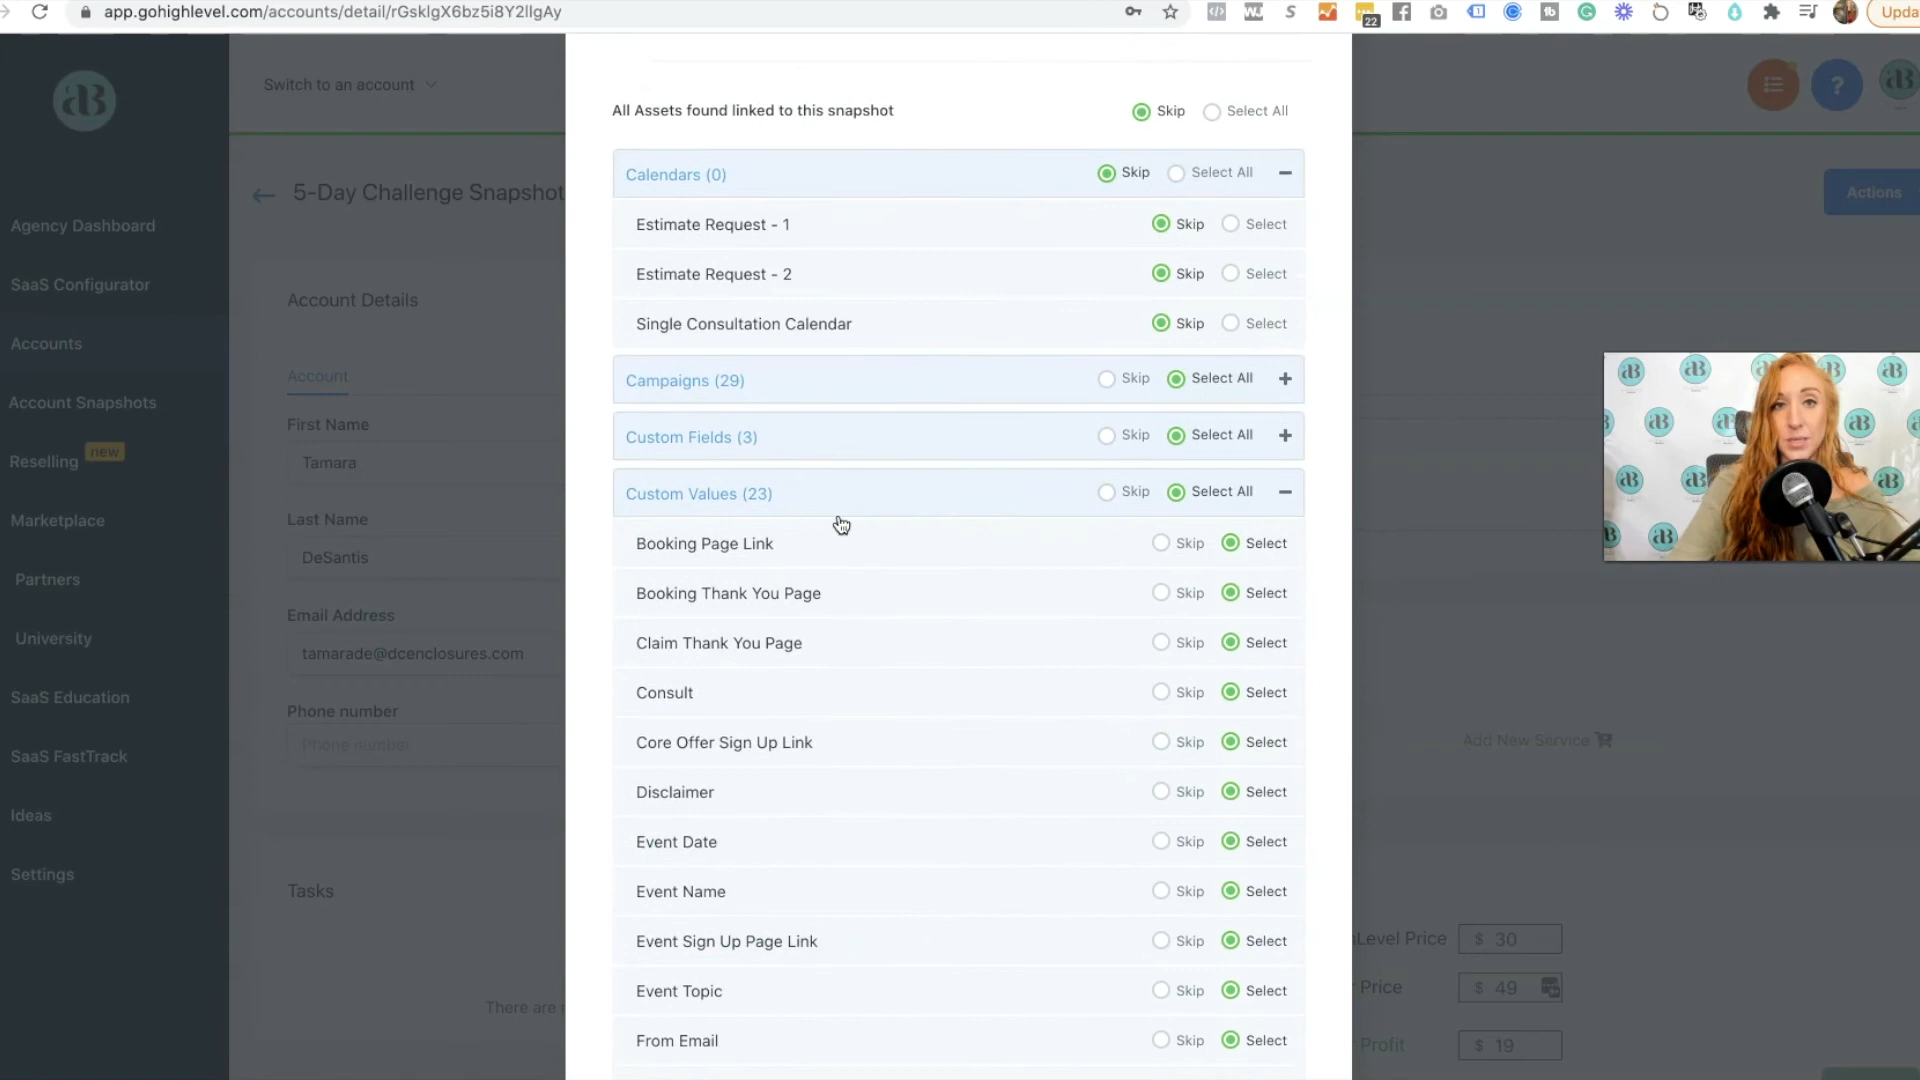 app.gohighlevel.com/accounts/detail/rGsklgX6bz5i8Y2llgAy
22
Upda
aB
Switch to an account
?
aB
5-Day Challenge Snapshot
Actions
Agency Dashboard
SaaS Configurator
Accounts
Account Snapshots
Reselling new
Marketplace
Partners
University
SaaS Education
SaaS FastTrack
Ideas
Settings
Account Details
Account
First Name
Tamara
Last Name
DeSantis
Email Address
tamarade@dcenclosures.com
Phone number
Phone number
Tasks
There are
All Assets found linked to this snapshot Skip Select All
Calendars (0) Skip Select All
Estimate Request - 1 Skip Select
Estimate Request - 2 Skip Select
Single Consultation Calendar Skip Select
Campaigns (29) Skip Select All
Custom Fields (3) Skip Select All
Custom Values (23) Skip Select All
Booking Page Link Skip Select
Booking Thank You Page Skip Select
Claim Thank You Page Skip Select
Consult Skip Select
Core Offer Sign Up Link Skip Select
Disclaimer Skip Select
Event Date Skip Select
Event Name Skip Select
Event Sign Up Page Link Skip Select
Event Topic Skip Select
From Email Skip Select
Add New Service
Level Price $ 30
Price $ 49
Profit $ 19